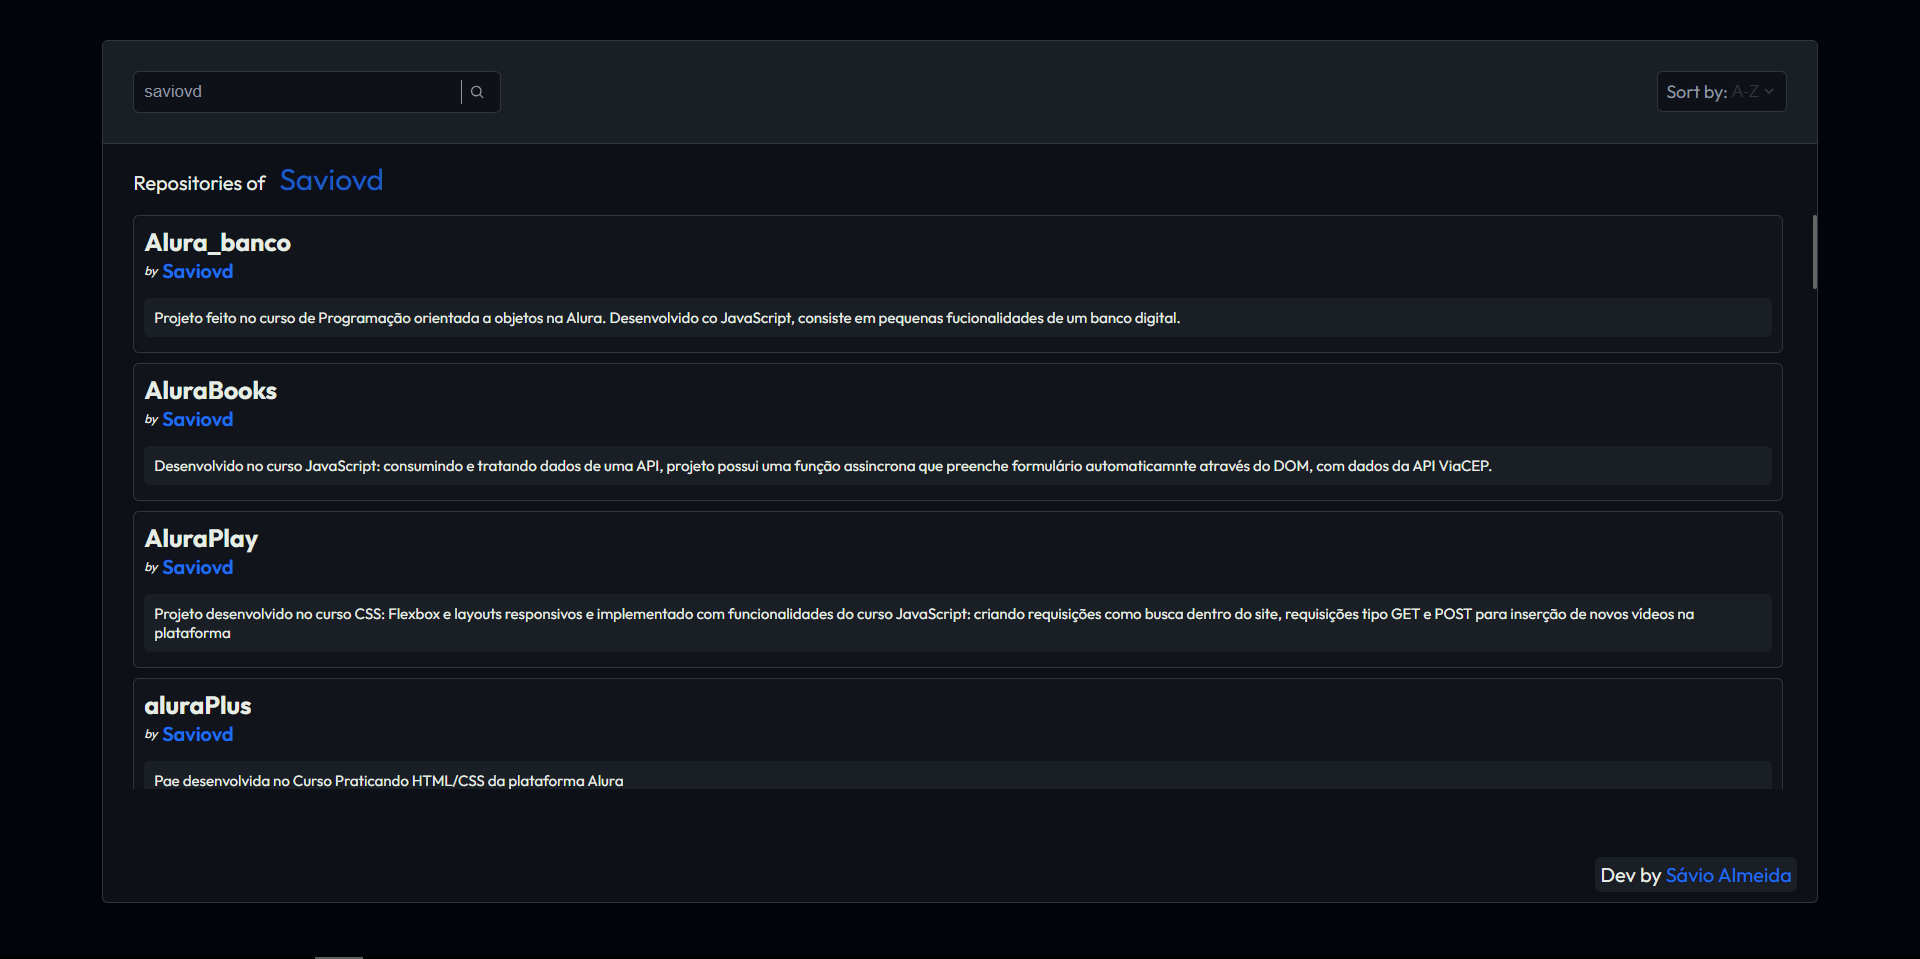 saviovd
Sort by: A-Z
Repositories of Saviovd
Alura_banco
by Saviovd
Projeto feito no curso de Programação orientada a objetos na Alura. Desenvolvido co JavaScript, consiste em pequenas fucionalidades de um banco digital.
AluraBooks
by Saviovd
Desenvolvido no curso JavaScript: consumindo e tratando dados de uma API, projeto possui uma função assincrona que preenche formulário automaticamnte através do DOM, com dados da API ViaCEP.
AluraPlay
by Saviovd
Projeto desenvolvido no curso CSS: Flexbox e layouts responsivos e implementado com funcionalidades do curso JavaScript: criando requisições como busca dentro do site, requisições tipo GET e POST para inserção de novos vídeos na
plataforma
aluraPlus
by Saviovd
Pae desenvolvida no Curso Praticando HTML/CSS da plataforma Alura
Dev by Sávio Almeida